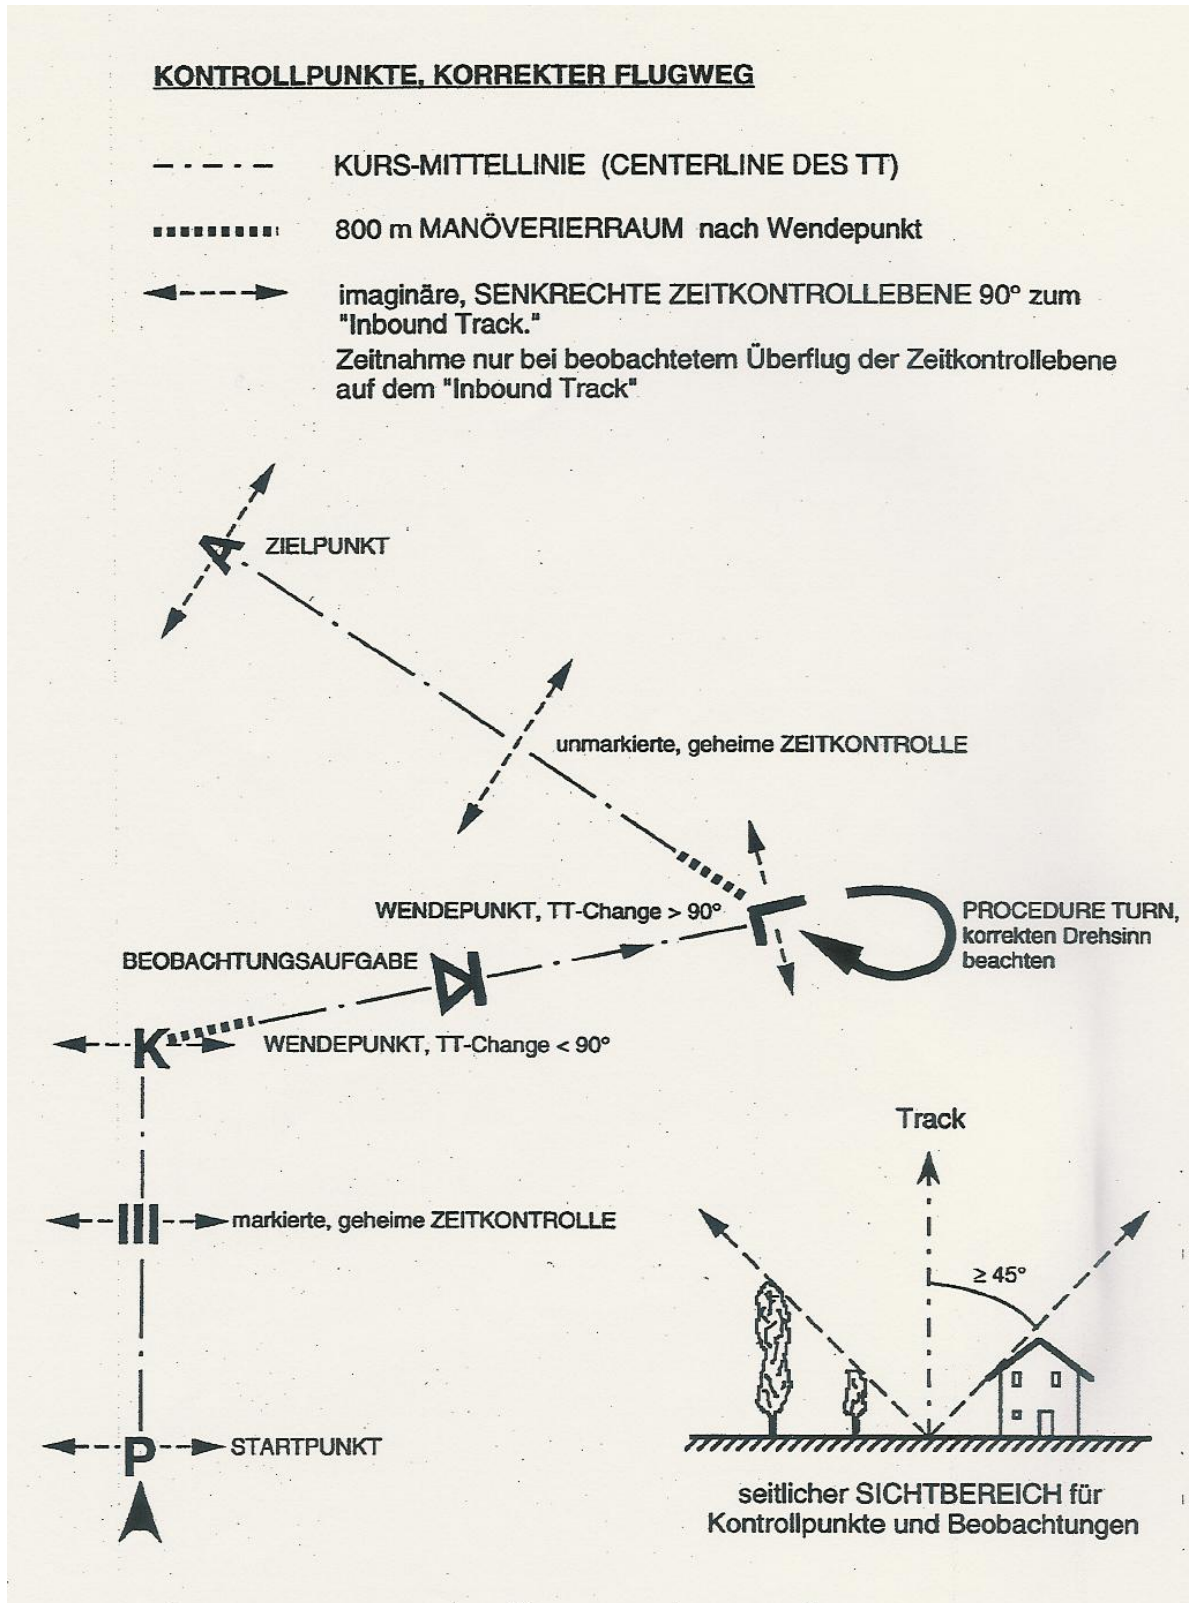 KONTROLLPUNKTE, KORREKTER FLUGWEG
KURS-MITTELLINIE (CENTERLINE DES TT)
800 m MANÖVERIERRAUM nach Wendepunkt
imaginäre, SENKRECHTE ZEITKONTROLLEBENE 90° zum
"Inbound Track."
Zeitnahme nur bei beobachtetem Überflug der Zeitkontrollebene
auf dem "Inbound Track"
A ZIELPUNKT
unmarkierte, geheime ZEITKONTROLLE
WENDEPUNKT, TT-Change > 90°
PROCEDURE TURN,
korrekten Drehsinn
beachten
BEOBACHTUNGSAUFGABE
K WENDEPUNKT, TT-Change < 90°
Track
III markierte, geheime ZEITKONTROLLE
≥ 45°
P STARTPUNKT
seitlicher SICHTBEREICH für
Kontrollpunkte und Beobachtungen